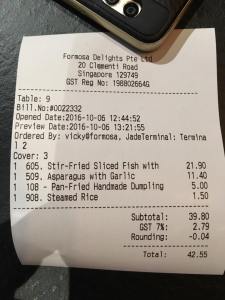 Formosa Delights Pte Ltd
20 Clementi Road
Singapore 129749
GST Reg No: 198802664G
Table: 9
Bill.No:#0022332
Opened Date:2016-10-06 12:44:52
Preview Date:2016-10-06 13:21:55
Ordered By: vicky@formosa, JadeTerminal: Termina
l 2
Cover: 3
1 605. Stir-Fried Sliced Fish with 21.90
1 509. Asparagus with Garlic 11.40
1 108 - Pan-Fried Handmade Dumpling 5.00
1 908. Steamed Rice 1.50
Subtotal: 39.80
GST 7%: 2.79
Rounding: -0.04
Total: 42.55